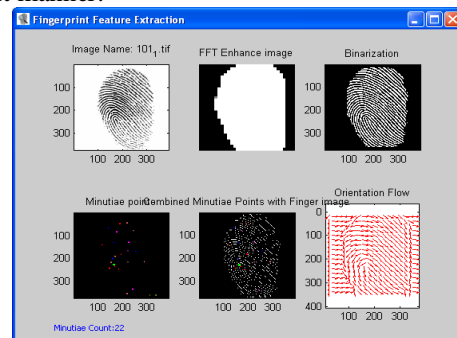 Fingerprint Feature Extraction
Image Name: 101₁.tif
FFT Enhance image
Binarization
100
200
300
100 200 300
100
200
300
100 200 300
Minutiae point
Combined Minutiae Points with Finger image
Orientation Flow
100
200
300
100 200 300
100
200
300
100 200 300
0
100
200
300
400
100 200 300
Minutiae Count:22